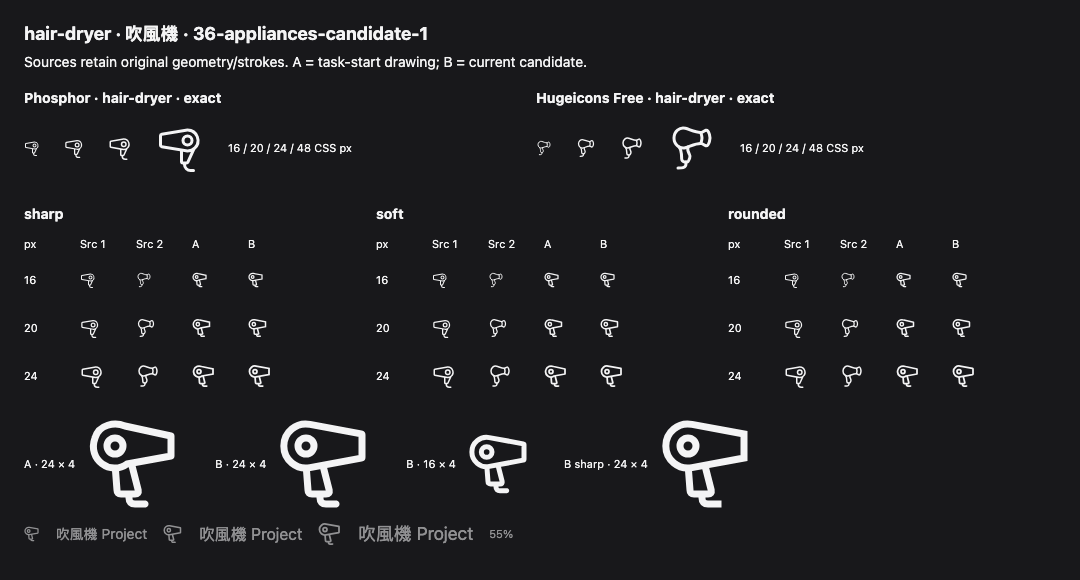 hair-dryer · 吹風機 · 36-appliances-candidate-1
Sources retain original geometry/strokes. A = task-start drawing; B = current candidate.
Phosphor · hair-dryer · exact
16 / 20 / 24 / 48 CSS px
Hugeicons Free · hair-dryer · exact
16 / 20 / 24 / 48 CSS px
sharp
px Src 1 Src 2 A B
16
20
24
soft
px Src 1 Src 2 A B
16
20
24
rounded
px Src 1 Src 2 A B
16
20
24
A · 24 × 4
B · 24 × 4
B · 16 × 4
B sharp · 24 × 4
吹風機 Project 吹風機 Project 吹風機 Project 55%